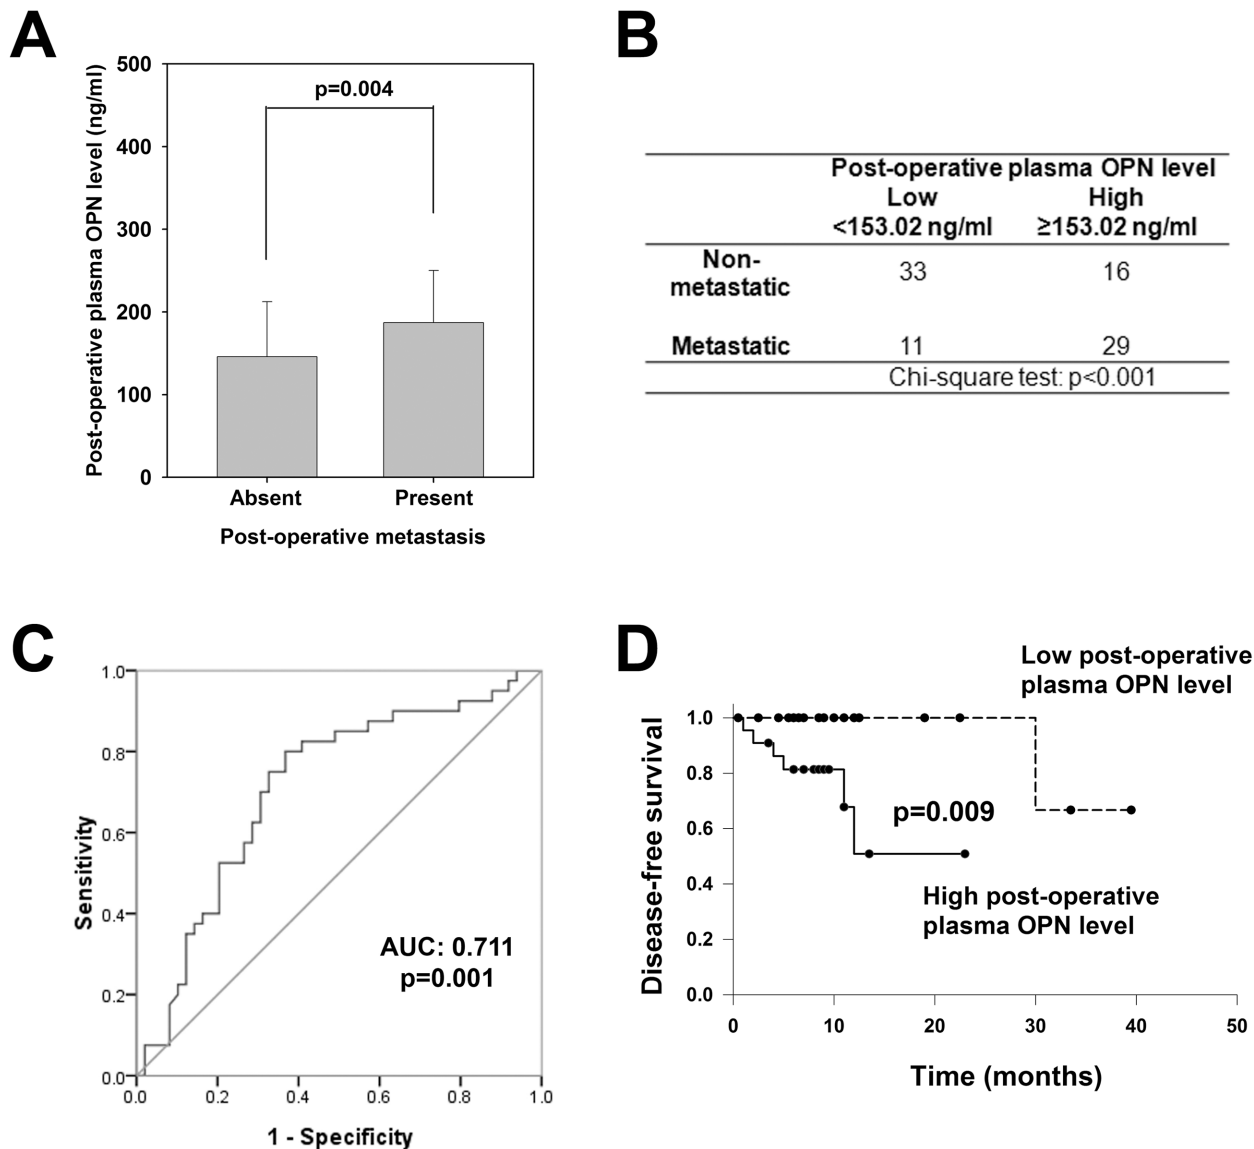 A
Post-operative plasma OPN level (ng/ml)
500
400
300
200
100
0
p=0.004
Absent
Present
Post-operative metastasis
B
Post-operative plasma OPN level
Low
High
<153.02 ng/ml
≥153.02 ng/ml
Non-
metastatic
33
16
Metastatic
11
29
Chi-square test: p<0.001
C
Sensitivity
1.0
0.8
0.6
0.4
0.2
0.0
AUC: 0.711
p=0.001
0.0
0.2
0.4
0.6
0.8
1.0
1 - Specificity
D
Low post-operative
plasma OPN level
Disease-free survival
1.0
0.8
0.6
0.4
0.2
0.0
p=0.009
High post-operative
plasma OPN level
0
10
20
30
40
50
Time (months)